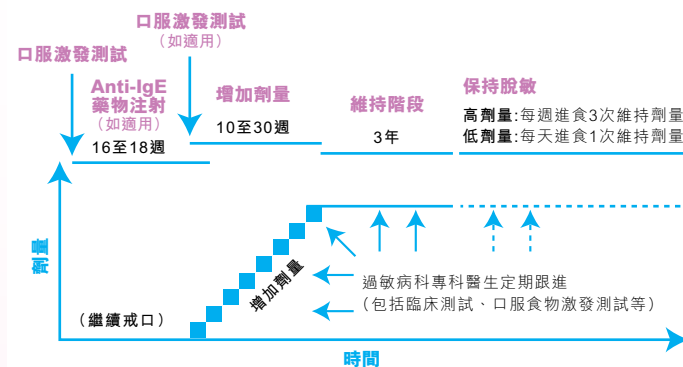 口服激發測試
(如適用)
口服激發測試
Anti-IgE
藥物注射
(如適用)
16至18週
增加劑量
10至30週
維持階段
3年
保持脫敏
高劑量:每週進食3次維持劑量
低劑量:每天進食1次維持劑量
劑量
增加劑量
過敏病科專科醫生定期跟進
(包括臨床測試、口服食物激發測試等)
(繼續戒口)
時間